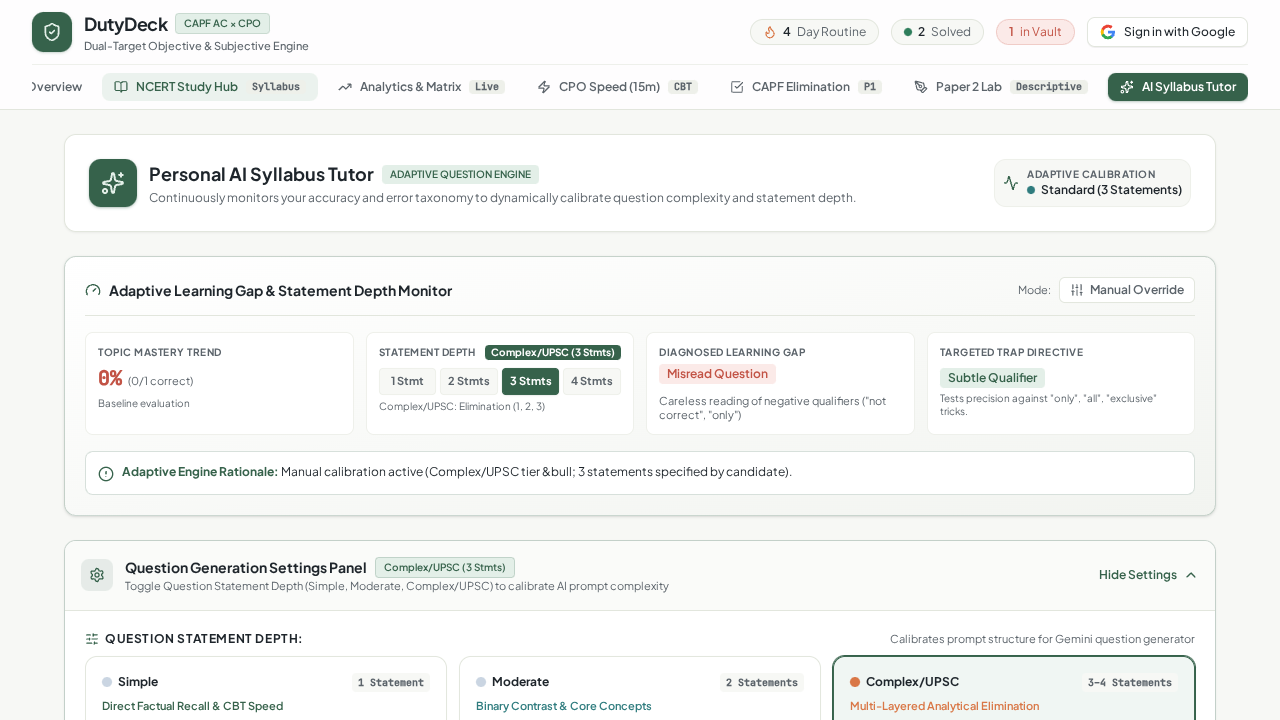 DutyDeck CAPF AC × CPO
Dual-Target Objective & Subjective Engine
4 Day Routine
2 Solved
1 in Vault
Sign in with Google
Overview
NCERT Study Hub Syllabus
Analytics & Matrix Live
CPO Speed (15m) CBT
CAPF Elimination P1
Paper 2 Lab Descriptive
AI Syllabus Tutor
Personal AI Syllabus Tutor ADAPTIVE QUESTION ENGINE
Continuously monitors your accuracy and error taxonomy to dynamically calibrate question complexity and statement depth.
ADAPTIVE CALIBRATION
Standard (3 Statements)
Adaptive Learning Gap & Statement Depth Monitor
Mode: Manual Override
TOPIC MASTERY TREND
0% (0/1 correct)
Baseline evaluation
STATEMENT DEPTH Complex/UPSC (3 Stmts)
1 Stmt 2 Stmts 3 Stmts 4 Stmts
Complex/UPSC: Elimination (1, 2, 3)
DIAGNOSED LEARNING GAP
Misread Question
Careless reading of negative qualifiers ("not
correct", "only")
TARGETED TRAP DIRECTIVE
Subtle Qualifier
Tests precision against "only", "all", "exclusive"
tricks.
Adaptive Engine Rationale: Manual calibration active (Complex/UPSC tier &bull; 3 statements specified by candidate).
Question Generation Settings Panel Complex/UPSC (3 Stmts)
Toggle Question Statement Depth (Simple, Moderate, Complex/UPSC) to calibrate AI prompt complexity
Hide Settings
QUESTION STATEMENT DEPTH:
Calibrates prompt structure for Gemini question generator
Simple 1 Statement
Direct Factual Recall & CBT Speed
Moderate 2 Statements
Binary Contrast & Core Concepts
Complex/UPSC 3-4 Statements
Multi-Layered Analytical Elimination